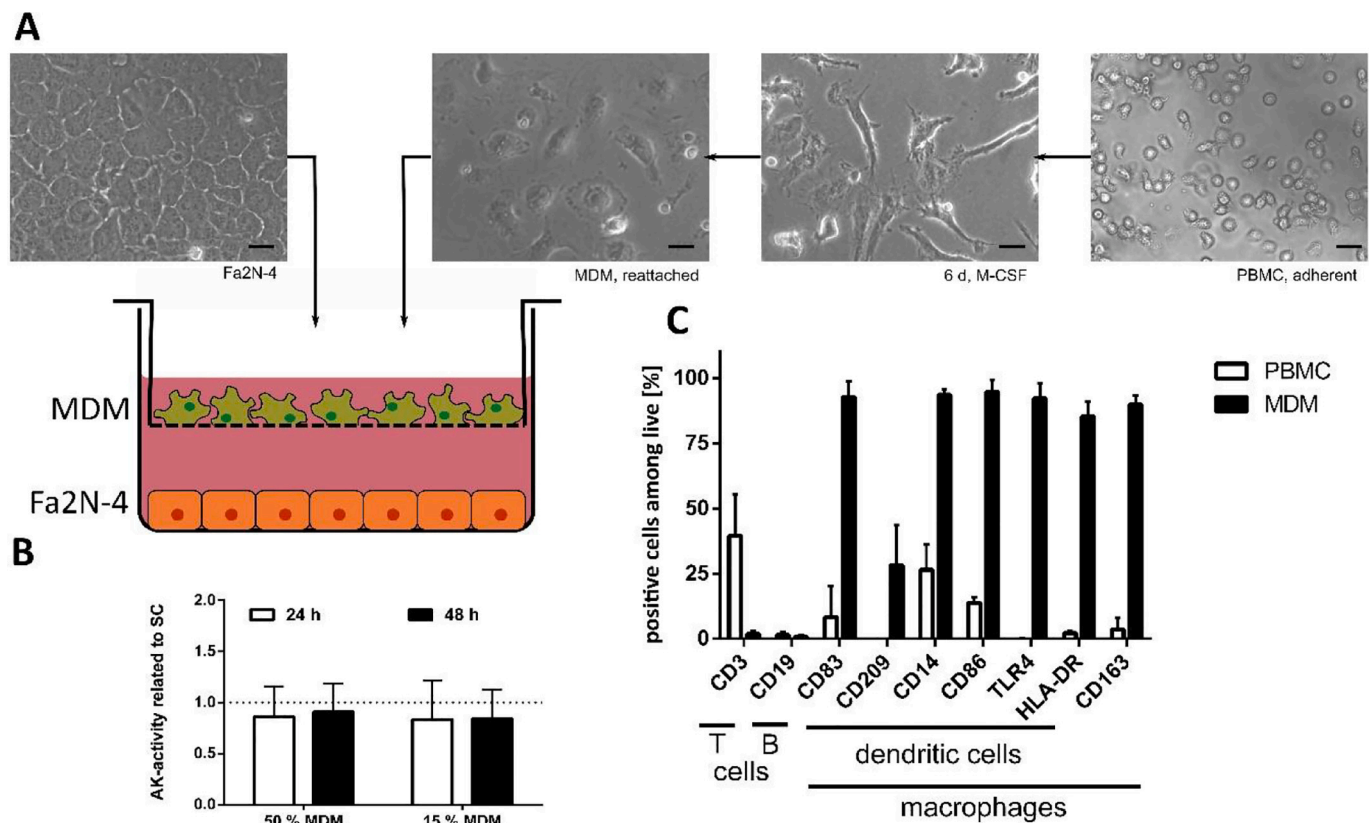 A
Fa2N-4
MDM, reattached
6 d, M-CSF
PBMC, adherent
MDM
Fa2N-4
B
AK-activity related to SC
2.0
1.5
1.0
0.5
0.0
24 h
48 h
50 % MDM
15 % MDM
C
positive cells among live [%]
100
75
50
25
0
PBMC
MDM
CD3
CD19
CD83
CD209
CD14
CD86
TLR4
HLA-DR
CD163
T B
cells
dendritic cells
macrophages